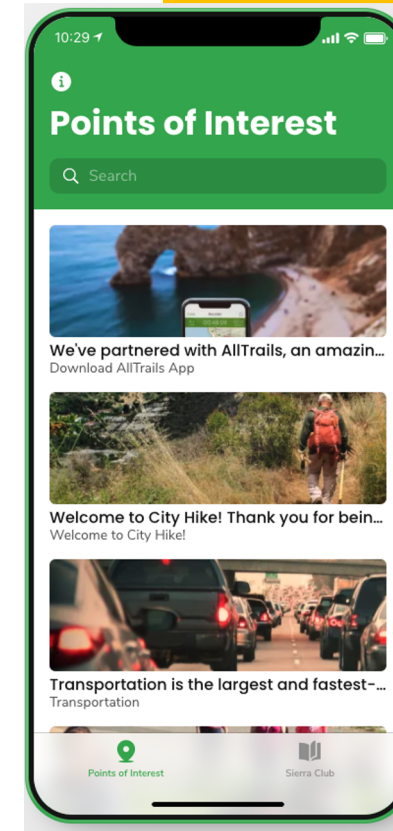 10:29
Points of Interest
Search
We've partnered with AllTrails, an amazin...
Download AllTrails App
Welcome to City Hike! Thank you for bein...
Welcome to City Hike!
Transportation is the largest and fastest-...
Transportation
Points of Interest
Sierra Club